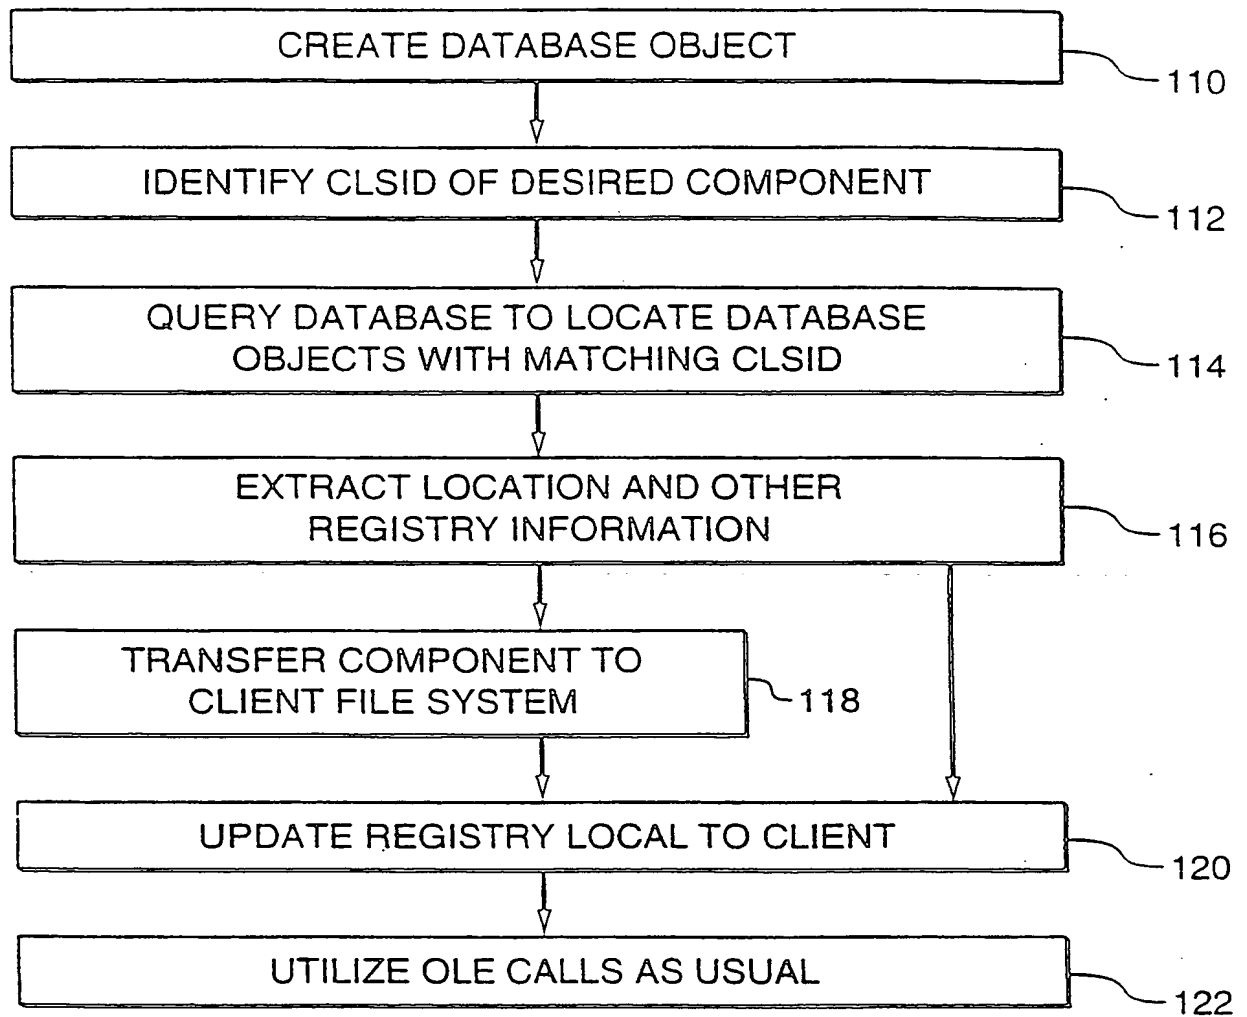 CREATE DATABASE OBJECT
110
IDENTIFY CLSID OF DESIRED COMPONENT
112
QUERY DATABASE TO LOCATE DATABASE
OBJECTS WITH MATCHING CLSID
114
EXTRACT LOCATION AND OTHER
REGISTRY INFORMATION
116
TRANSFER COMPONENT TO
CLIENT FILE SYSTEM
118
UPDATE REGISTRY LOCAL TO CLIENT
120
UTILIZE OLE CALLS AS USUAL
122